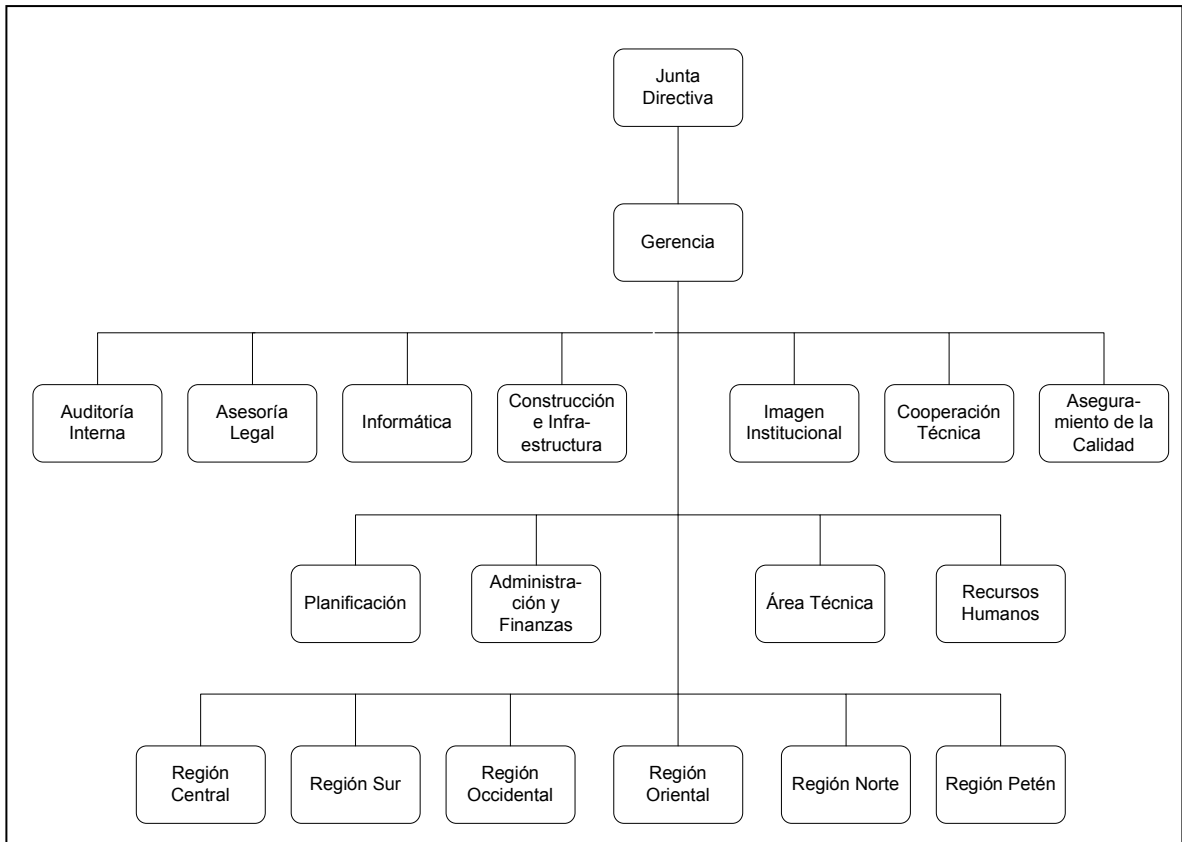 Junta
Directiva
Gerencia
Auditoría
Interna
Asesoría
Legal
Informática
Construcción
e Infra-
estructura
Imagen
Institucional
Cooperación
Técnica
Asegura-
miento de la
Calidad
Planificación
Administra-
ción y
Finanzas
Área Técnica
Recursos
Humanos
Región
Central
Región Sur
Región
Occidental
Región
Oriental
Región Norte
Región Petén